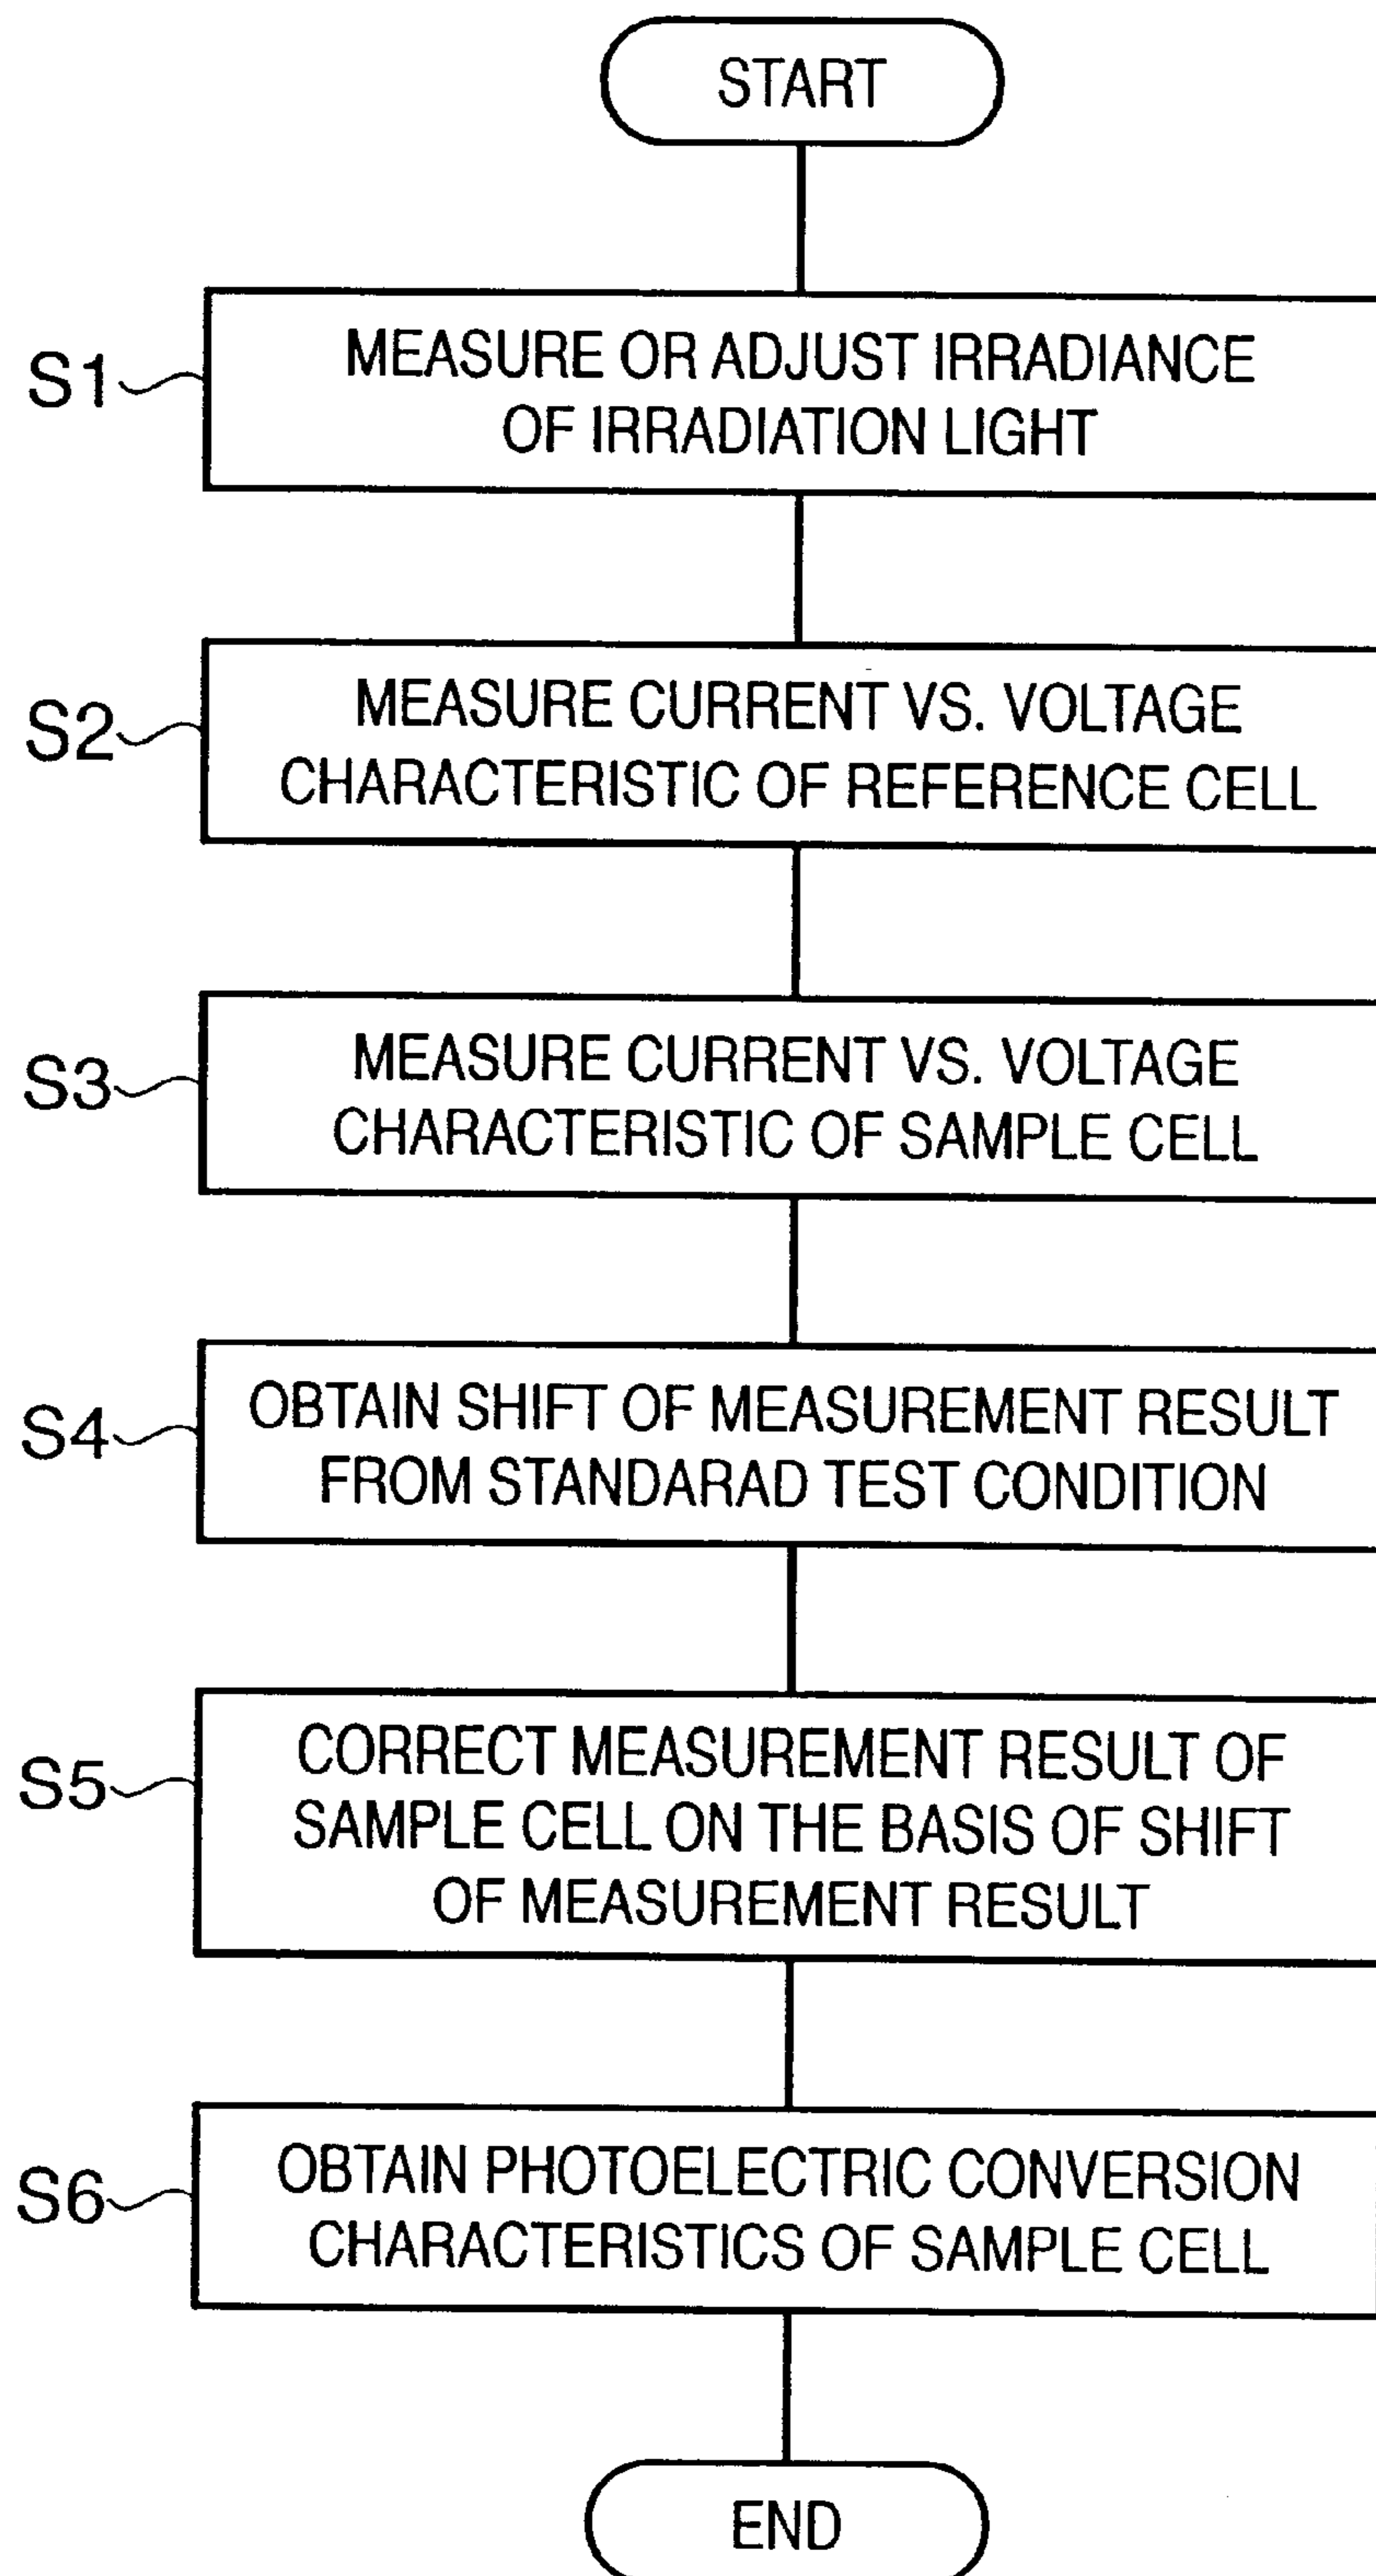 START
S1
MEASURE OR ADJUST IRRADIANCE
OF IRRADIATION LIGHT
S2
MEASURE CURRENT VS. VOLTAGE
CHARACTERISTIC OF REFERENCE CELL
S3
MEASURE CURRENT VS. VOLTAGE
CHARACTERISTIC OF SAMPLE CELL
S4
OBTAIN SHIFT OF MEASUREMENT RESULT
FROM STANDARAD TEST CONDITION
S5
CORRECT MEASUREMENT RESULT OF
SAMPLE CELL ON THE BASIS OF SHIFT
OF MEASUREMENT RESULT
S6
OBTAIN PHOTOELECTRIC CONVERSION
CHARACTERISTICS OF SAMPLE CELL
END